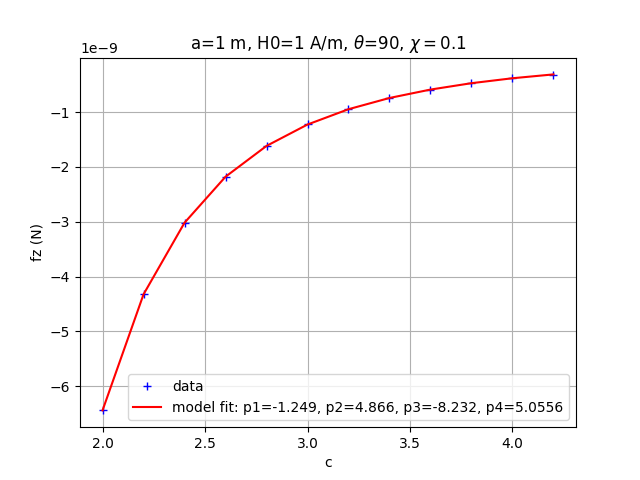 a=1 m, H0=1 A/m, θ=90, χ = 0.1
1e−9
−1
−2
−3
−4
−5
−6
fz (N)
data
model fit: p1=-1.249, p2=4.866, p3=-8.232, p4=5.0556
2.0 2.5 3.0 3.5 4.0
c